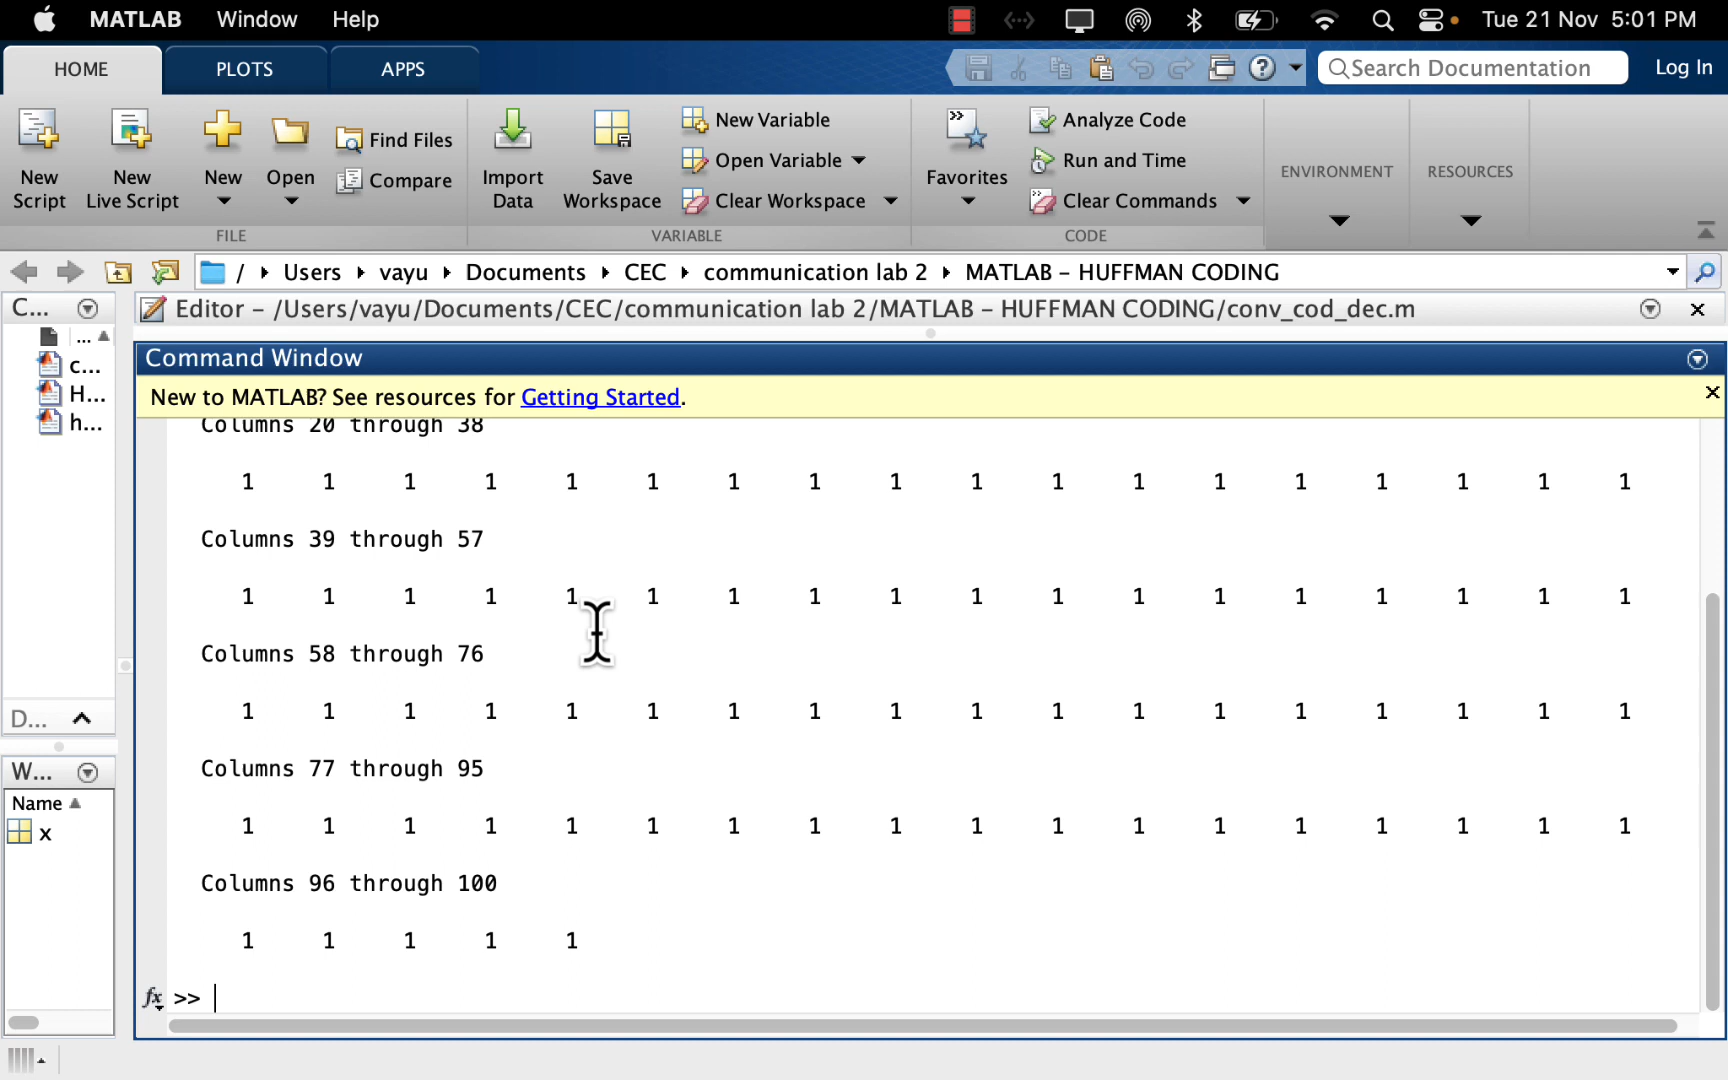 MATLAB Window Help Tue 21 Nov 5:01 PM
HOME PLOTS APPS Search Documentation Log In
New Script
New Live Script
New
Open
Find Files
Compare
FILE
Import Data
Save Workspace
New Variable
Open Variable
Clear Workspace
VARIABLE
Favorites
Analyze Code
Run and Time
Clear Commands
CODE
ENVIRONMENT
RESOURCES
/ Users vayu Documents CEC communication lab 2 MATLAB – HUFFMAN CODING
C...
Editor – /Users/vayu/Documents/CEC/communication lab 2/MATLAB – HUFFMAN CODING/conv_cod_dec.m
...
c...
H...
h...
D...
W...
Name
x
Command Window
New to MATLAB? See resources for Getting Started.
Columns 20 through 38
1 1 1 1 1 1 1 1 1 1 1 1 1 1 1 1 1 1
Columns 39 through 57
1 1 1 1 1 1 1 1 1 1 1 1 1 1 1 1 1 1
Columns 58 through 76
1 1 1 1 1 1 1 1 1 1 1 1 1 1 1 1 1 1
Columns 77 through 95
1 1 1 1 1 1 1 1 1 1 1 1 1 1 1 1 1 1
Columns 96 through 100
1 1 1 1 1
fx >>